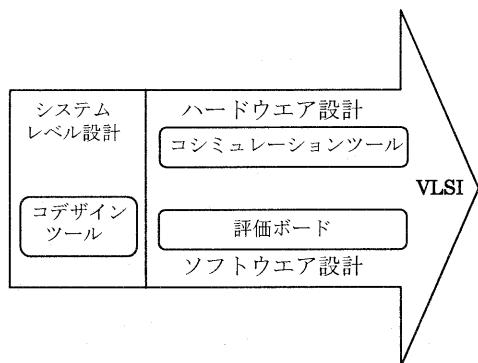 システム
レベル設計
コデザイン
ツール
ハードウエア設計
コシミュレーションツール
評価ボード
ソフトウエア設計
VLSI